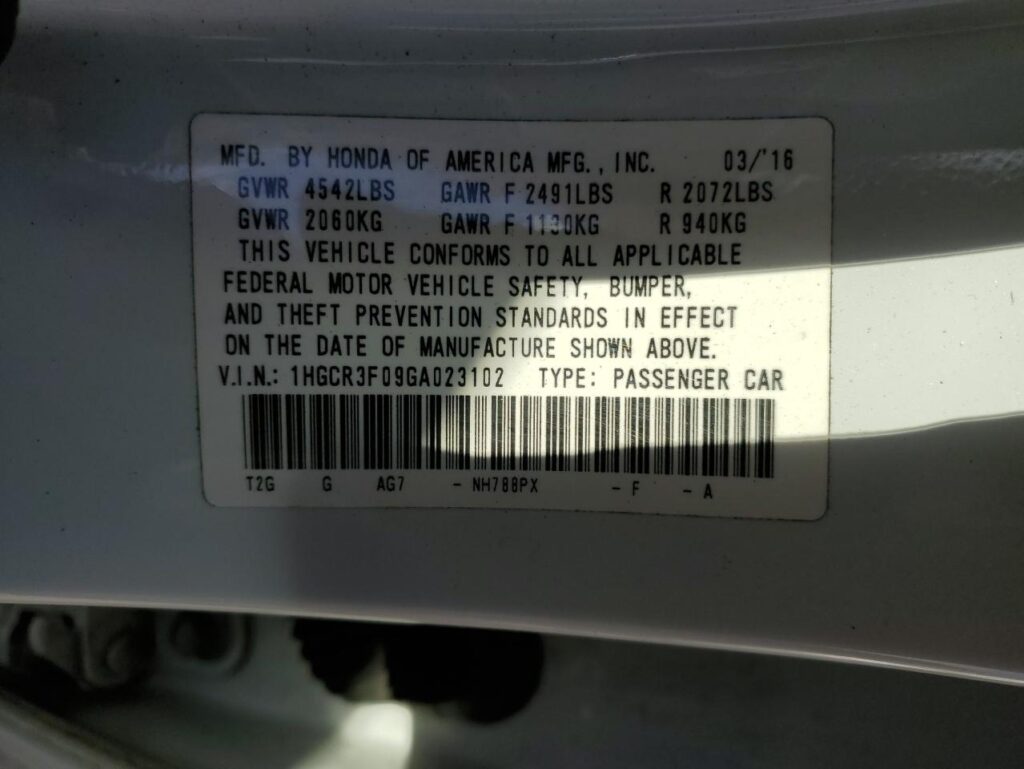 MFD. BY HONDA OF AMERICA MFG., INC. 03/'16
GVWR 4542LBS GAWR F 2491LBS R 2072LBS
GVWR 2060KG GAWR F 1130KG R 940KG
THIS VEHICLE CONFORMS TO ALL APPLICABLE
FEDERAL MOTOR VEHICLE SAFETY, BUMPER,
AND THEFT PREVENTION STANDARDS IN EFFECT
ON THE DATE OF MANUFACTURE SHOWN ABOVE.
V.I.N.: 1HGCR3F09GA023102 TYPE: PASSENGER CAR
T2G G AG7 - NH788PX - F - A